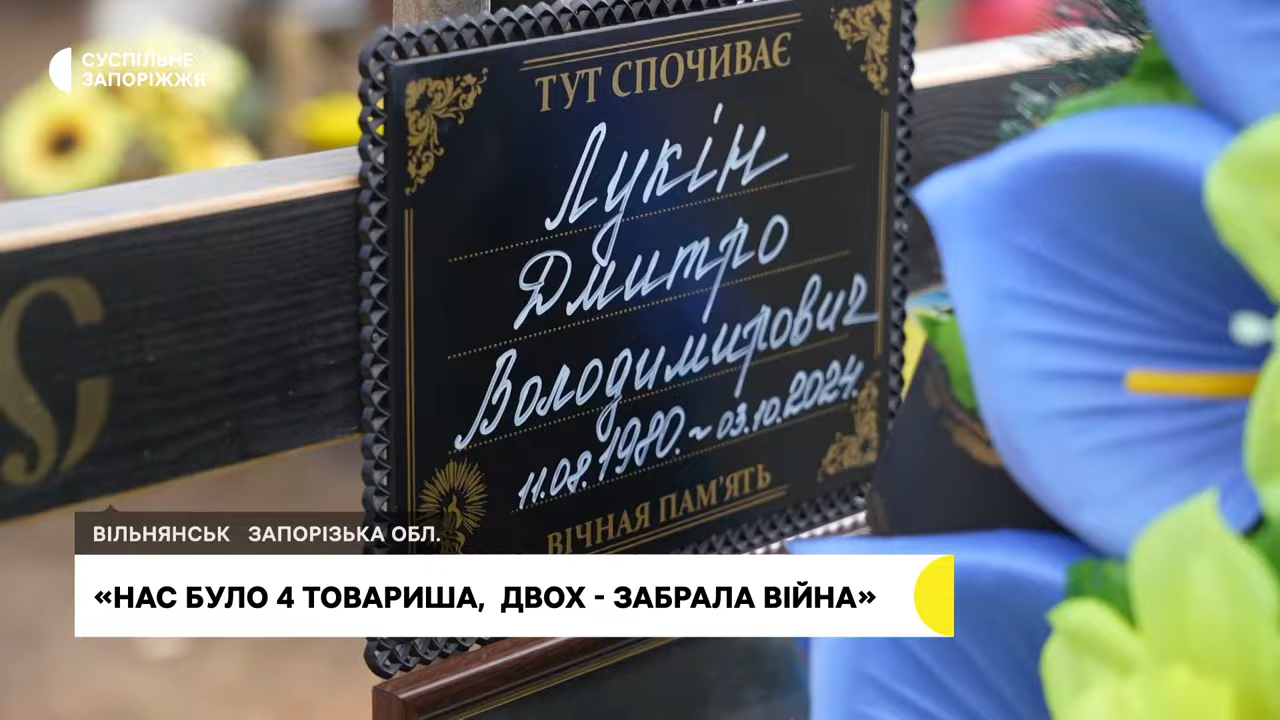 СУСПІЛЬНЕ
ЗАПОРІЖЖЯ
ТУТ СПОЧИВАЄ
Лукін
Дмитро
Володимирович
11.08.1980.~03.10.2024.
ВІЧНАЯ ПАМ'ЯТЬ
ВІЛЬНЯНСЬК ЗАПОРІЗЬКА ОБЛ.
«НАС БУЛО 4 ТОВАРИША, ДВОХ - ЗАБРАЛА ВІЙНА»